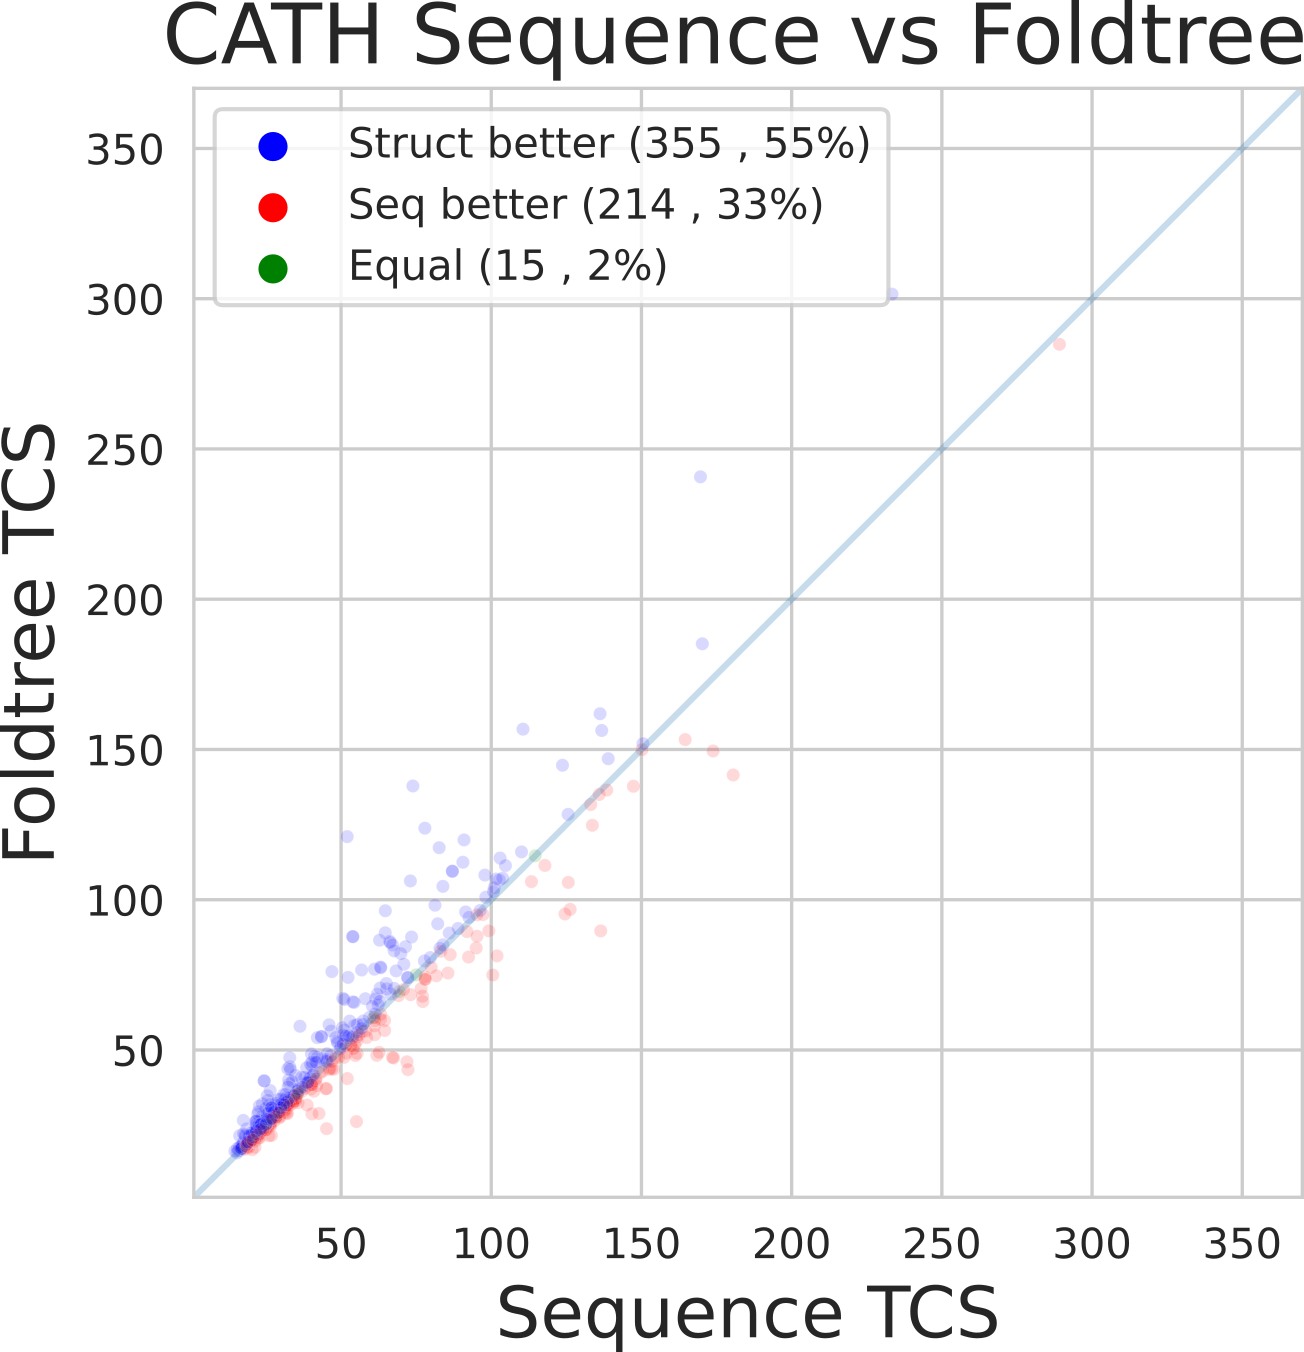 CATH Sequence vs Foldtree
Struct better (355 , 55%)
Seq better (214 , 33%)
Equal (15 , 2%)
Foldtree TCS
350
300
250
200
150
100
50
50 100 150 200 250 300 350
Sequence TCS